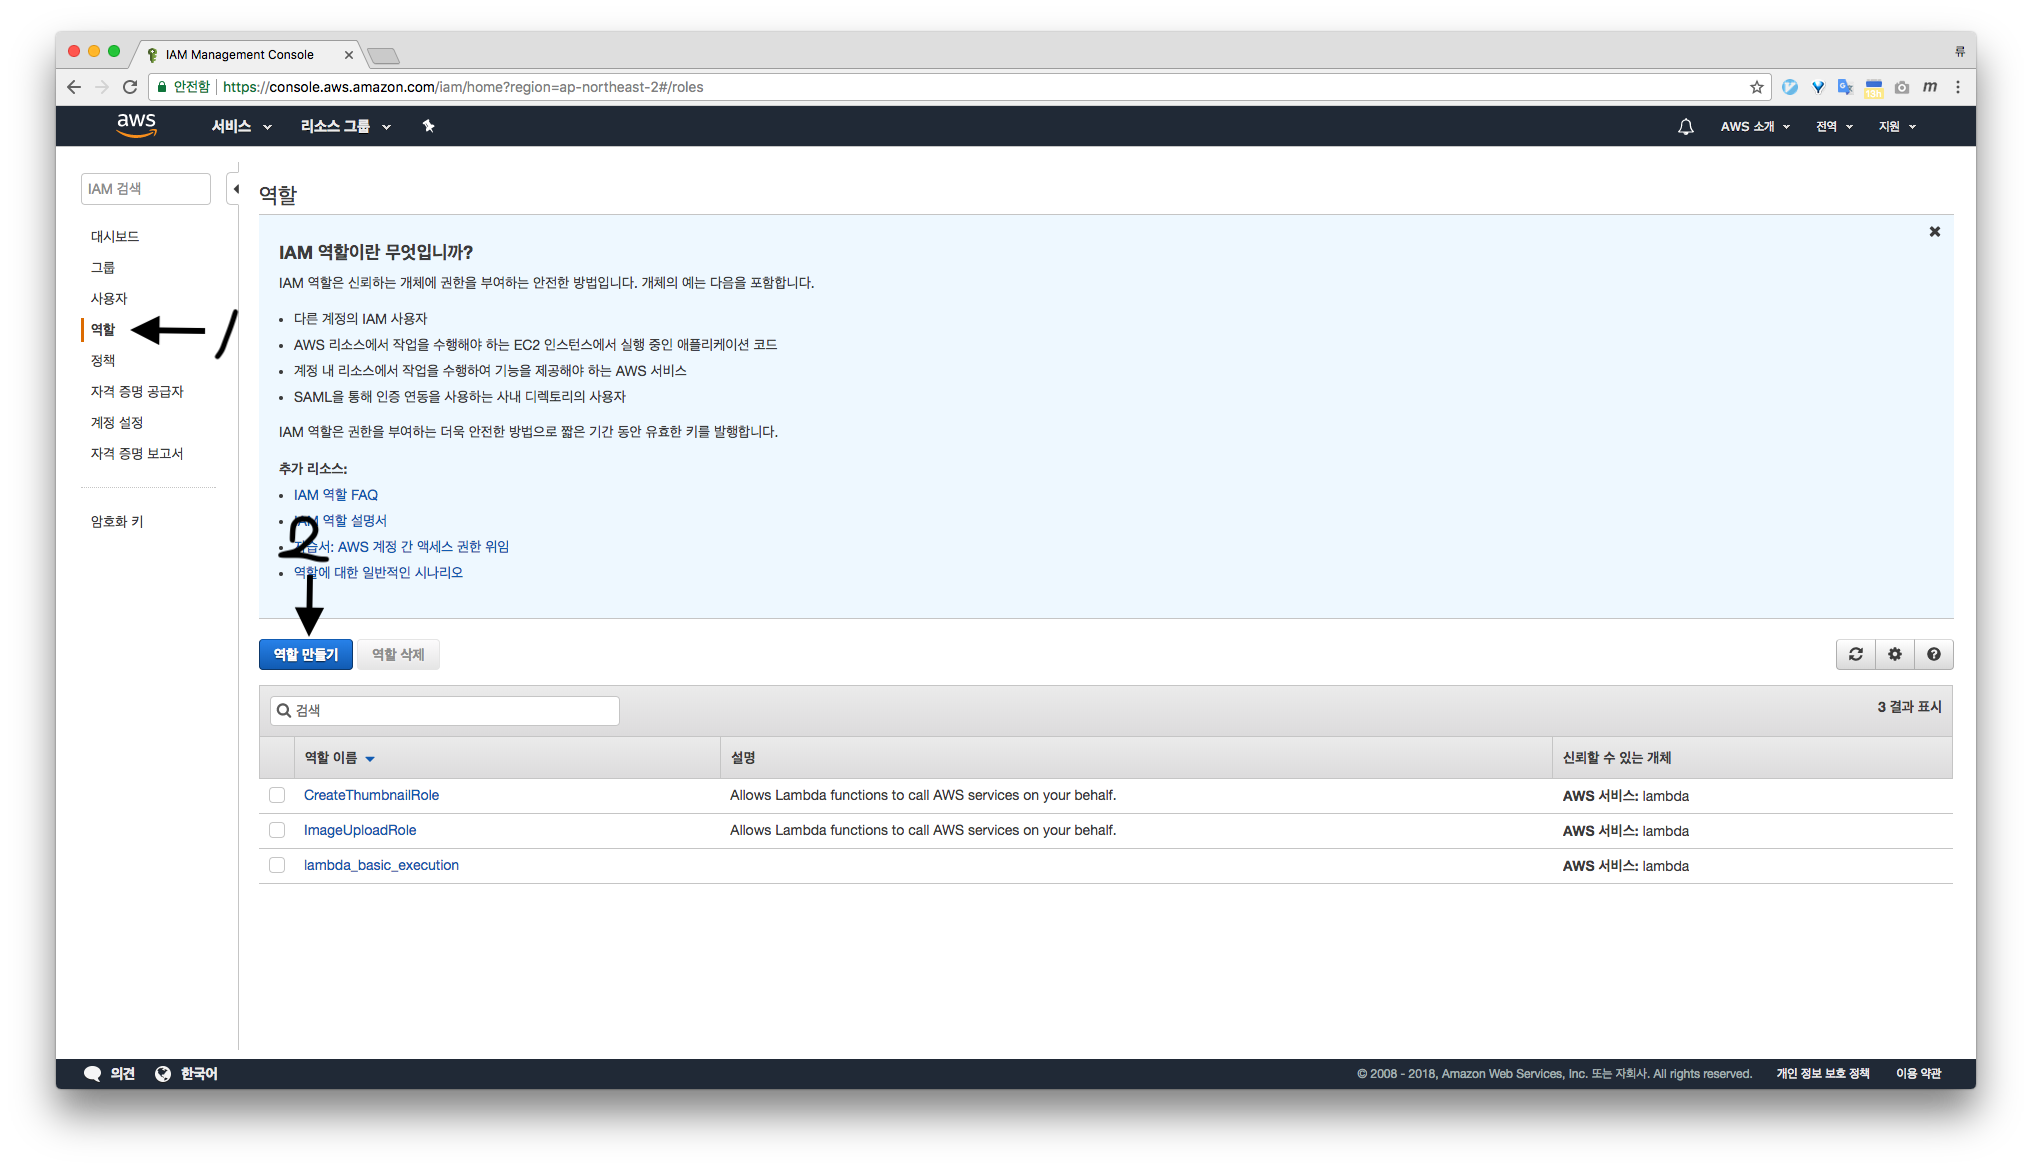 IAM Management Console
류
안전함 https://console.aws.amazon.com/iam/home?region=ap-northeast-2#/roles
13h
m
aws 서비스 리소스 그룹 AWS 소개 전역 지원
IAM 검색
대시보드
그룹
사용자
역할
정책
자격 증명 공급자
계정 설정
자격 증명 보고서
암호화 키
1
역할
IAM 역할이란 무엇입니까?
IAM 역할은 신뢰하는 개체에 권한을 부여하는 안전한 방법입니다. 개체의 예는 다음을 포함합니다.
다른 계정의 IAM 사용자
AWS 리소스에서 작업을 수행해야 하는 EC2 인스턴스에서 실행 중인 애플리케이션 코드
계정 내 리소스에서 작업을 수행하여 기능을 제공해야 하는 AWS 서비스
SAML을 통해 인증 연동을 사용하는 사내 디렉토리의 사용자
IAM 역할은 권한을 부여하는 더욱 안전한 방법으로 짧은 기간 동안 유효한 키를 발행합니다.
추가 리소스:
IAM 역할 FAQ
IAM 역할 설명서
자습서: AWS 계정 간 액세스 권한 위임
역할에 대한 일반적인 시나리오
2
역할 만들기 역할 삭제
검색 3 결과 표시
역할 이름 설명 신뢰할 수 있는 개체
CreateThumbnailRole Allows Lambda functions to call AWS services on your behalf. AWS 서비스: lambda
ImageUploadRole Allows Lambda functions to call AWS services on your behalf. AWS 서비스: lambda
lambda_basic_execution AWS 서비스: lambda
의견 한국어 © 2008 - 2018, Amazon Web Services, Inc. 또는 자회사. All rights reserved. 개인 정보 보호 정책 이용 약관